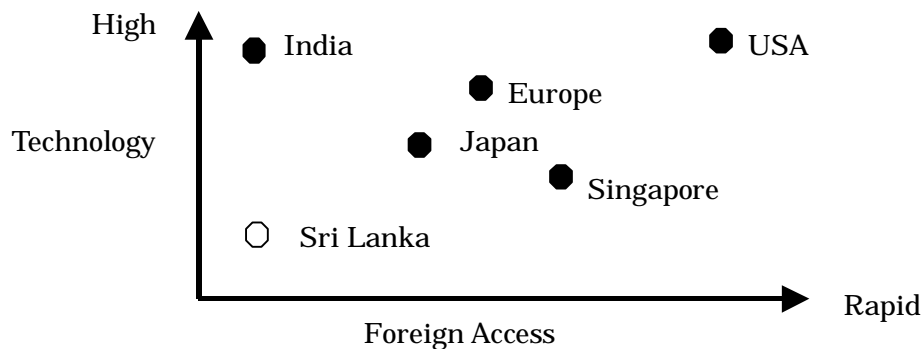 High
India
USA
Europe
Technology
Japan
Singapore
Sri Lanka
Rapid
Foreign Access